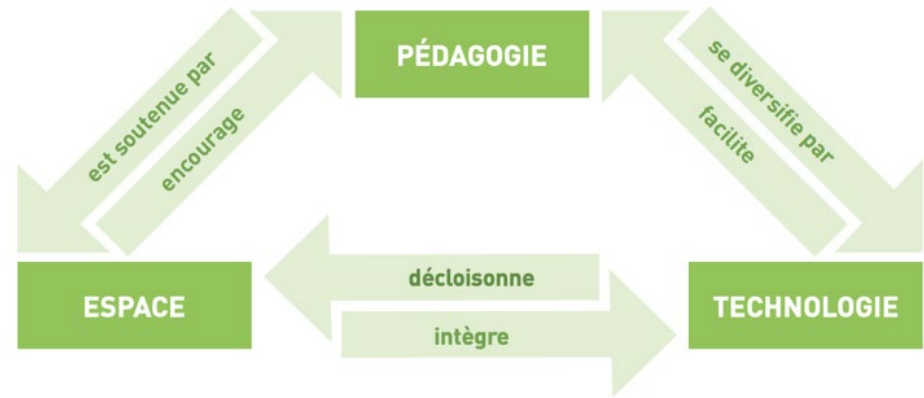 PÉDAGOGIE
est soutenue par
encourage
se diversifie par
facilite
décloisonne
intègre
ESPACE
TECHNOLOGIE